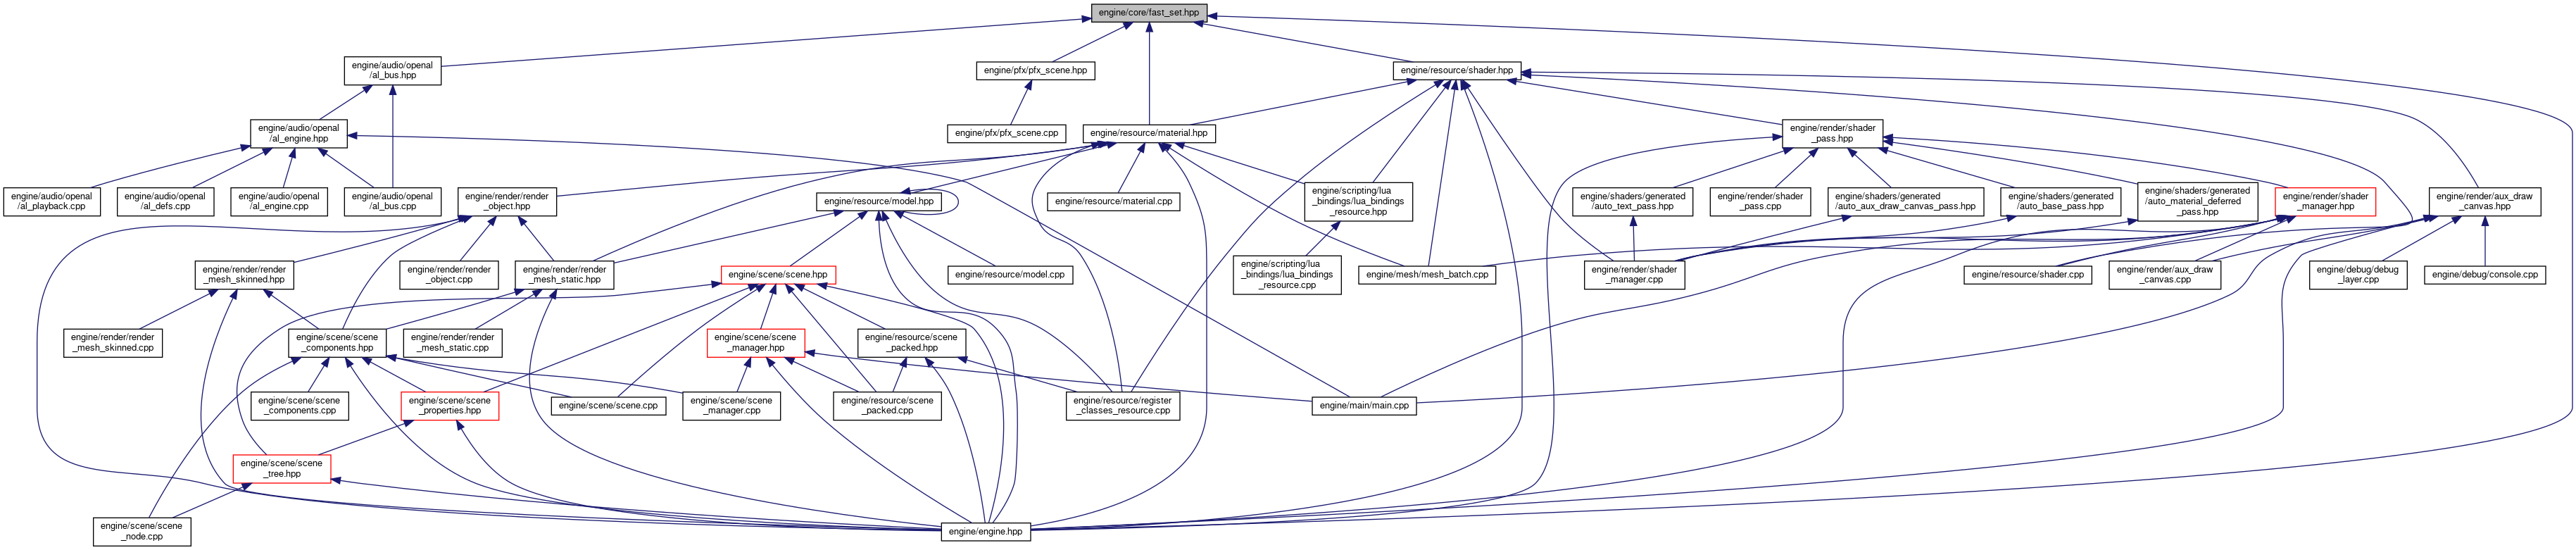 engine/core/fast_set.hpp
engine/audio/openal
/al_bus.hpp
engine/pfx/pfx_scene.hpp
engine/resource/shader.hpp
engine/audio/openal
/al_engine.hpp
engine/pfx/pfx_scene.cpp
engine/resource/material.hpp
engine/render/shader
_pass.hpp
engine/audio/openal
/al_playback.cpp
engine/audio/openal
/al_defs.cpp
engine/audio/openal
/al_engine.cpp
engine/audio/openal
/al_bus.cpp
engine/render/render
_object.hpp
engine/resource/model.hpp
engine/resource/material.cpp
engine/scripting/lua
_bindings/lua_bindings
_resource.hpp
engine/shaders/generated
/auto_text_pass.hpp
engine/render/shader
_pass.cpp
engine/shaders/generated
/auto_aux_draw_canvas_pass.hpp
engine/shaders/generated
/auto_base_pass.hpp
engine/shaders/generated
/auto_material_deferred
_pass.hpp
engine/render/shader
_manager.hpp
engine/render/aux_draw
_canvas.hpp
engine/render/render
_mesh_skinned.hpp
engine/render/render
_object.cpp
engine/render/render
_mesh_static.hpp
engine/scene/scene.hpp
engine/resource/model.cpp
engine/scripting/lua
_bindings/lua_bindings
_resource.cpp
engine/mesh/mesh_batch.cpp
engine/render/shader
_manager.cpp
engine/resource/shader.cpp
engine/render/aux_draw
_canvas.cpp
engine/debug/debug
_layer.cpp
engine/debug/console.cpp
engine/render/render
_mesh_skinned.cpp
engine/scene/scene
_components.hpp
engine/render/render
_mesh_static.cpp
engine/scene/scene
_manager.hpp
engine/resource/scene
_packed.hpp
engine/scene/scene
_components.cpp
engine/scene/scene
_properties.hpp
engine/scene/scene.cpp
engine/scene/scene
_manager.cpp
engine/resource/scene
_packed.cpp
engine/resource/register
_classes_resource.cpp
engine/main/main.cpp
engine/scene/scene
_tree.hpp
engine/scene/scene
_node.cpp
engine/engine.hpp